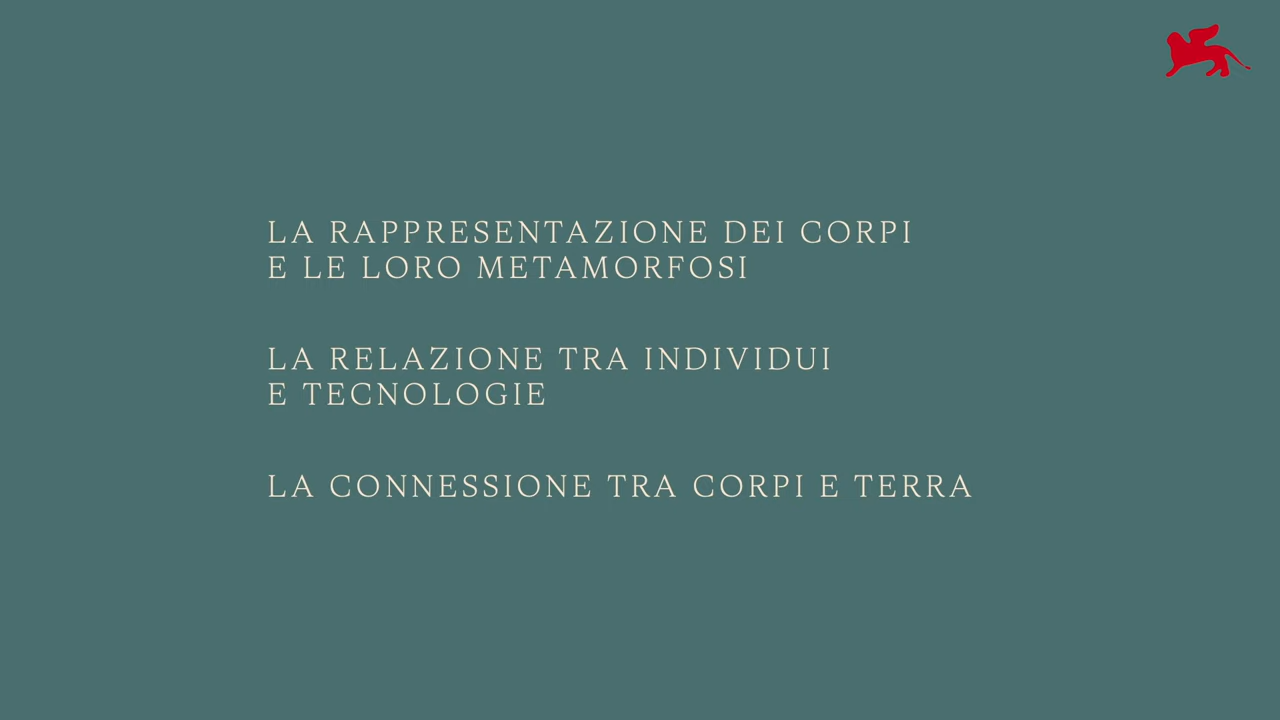 LA RAPPRESENTAZIONE DEI CORPI
E LE LORO METAMORFOSI
LA RELAZIONE TRA INDIVIDUI
E TECNOLOGIE
LA CONNESSIONE TRA CORPI E TERRA